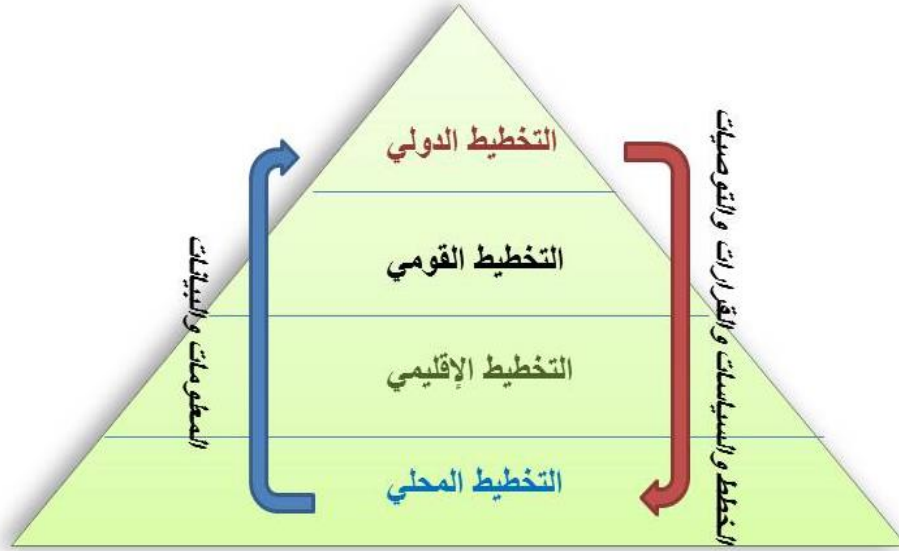 التخطيط الدولي
التخطيط القومي
التخطيط الإقليمي
التخطيط المحلي
الخطط والسياسات والقرارات والتوصيات
المعلومات والبيانات